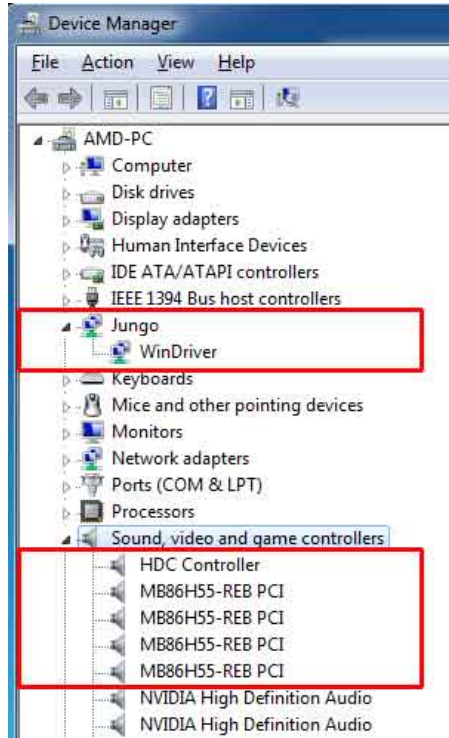 Device Manager
File Action View Help
AMD-PC
Computer
Disk drives
Display adapters
Human Interface Devices
IDE ATA/ATAPI controllers
IEEE 1394 Bus host controllers
Jungo
WinDriver
Keyboards
Mice and other pointing devices
Monitors
Network adapters
Ports (COM & LPT)
Processors
Sound, video and game controllers
HDC Controller
MB86H55-REB PCI
MB86H55-REB PCI
MB86H55-REB PCI
MB86H55-REB PCI
NVIDIA High Definition Audio
NVIDIA High Definition Audio